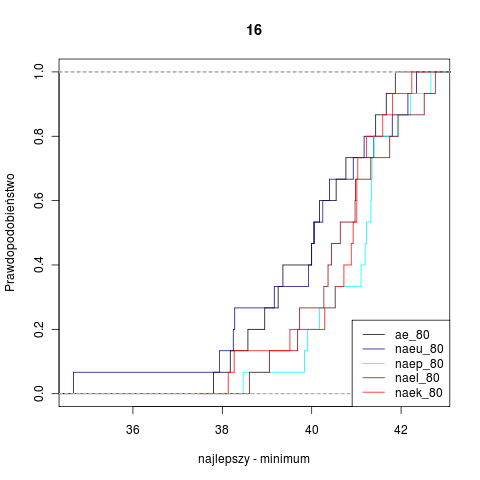 16
Prawdopodobieństwo
1.0
0.8
0.6
0.4
0.2
0.0
ae_80
naeu_80
naep_80
nael_80
naek_80
36 38 40 42
najlepszy - minimum